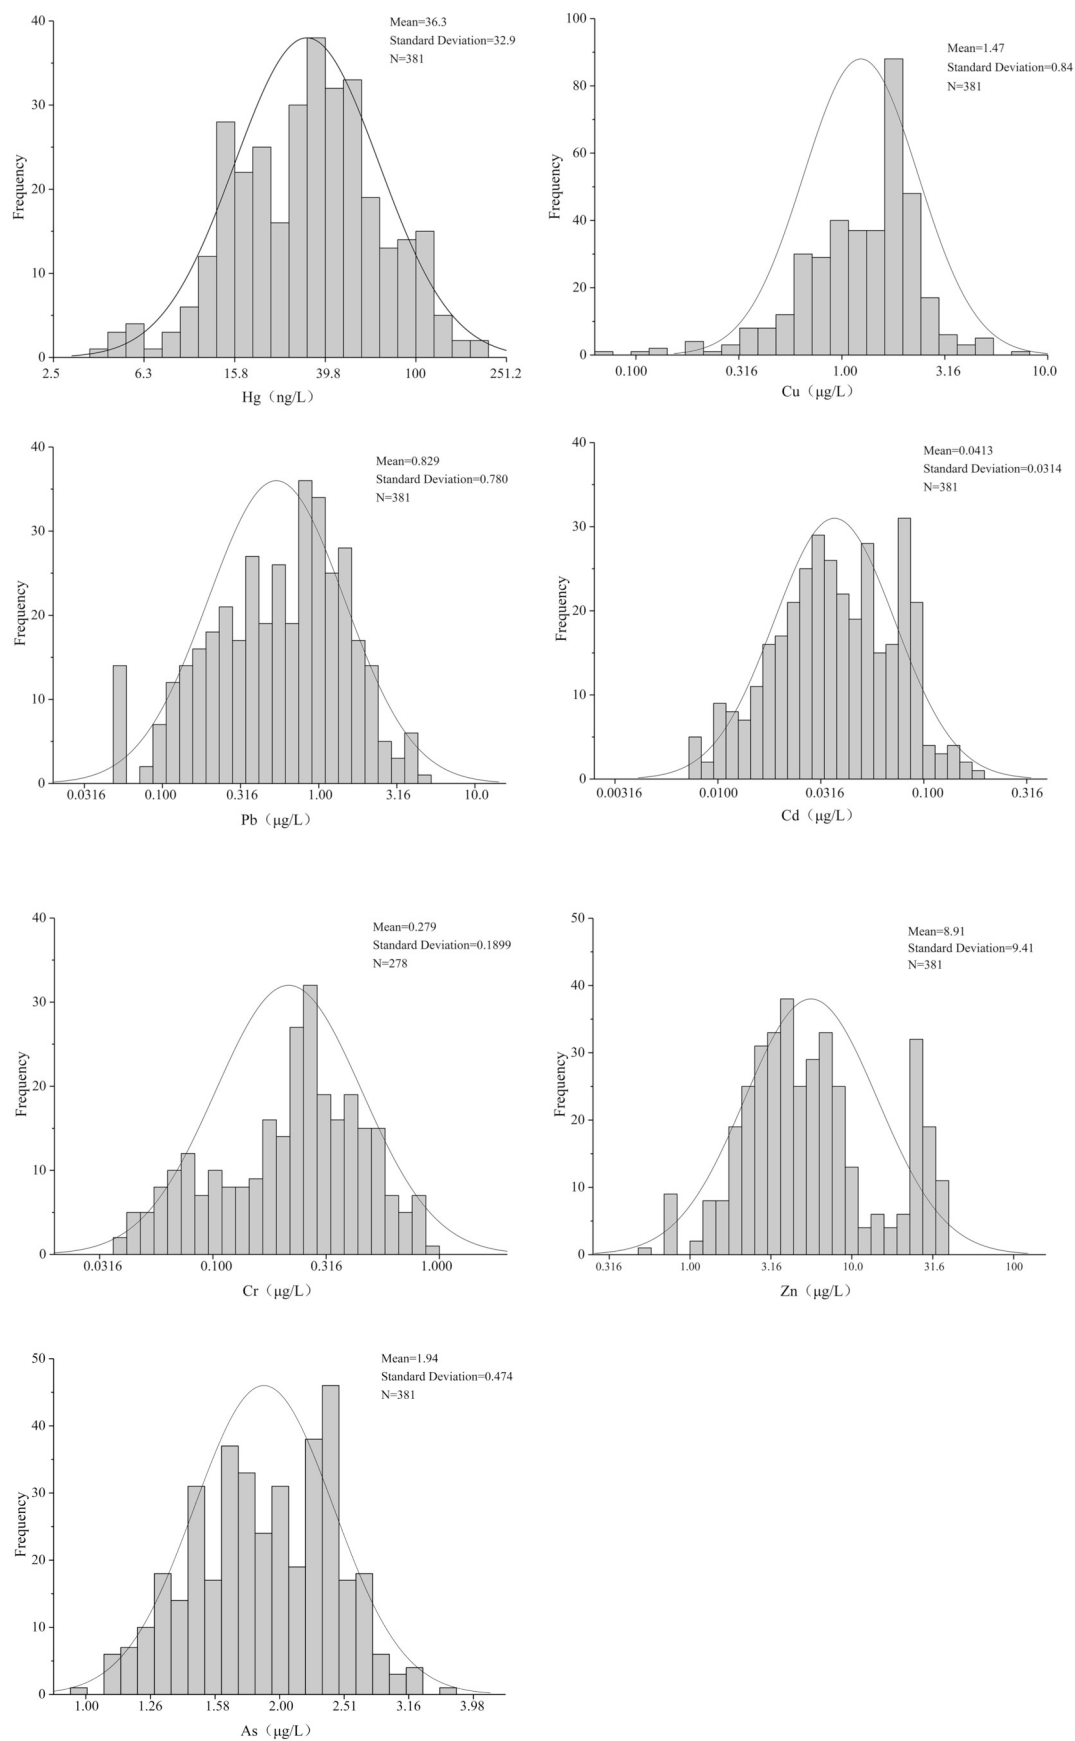 40
30
20
10
0
Frequency
Mean=36.3
Standard Deviation=32.9
N=381
2.5 6.3 15.8 39.8 100 251.2
Hg（ng/L）
100
80
60
40
20
0
Frequency
Mean=1.47
Standard Deviation=0.84
N=381
0.100 0.316 1.00 3.16 10.0
Cu（μg/L）
40
30
20
10
0
Frequency
Mean=0.829
Standard Deviation=0.780
N=381
0.0316 0.100 0.316 1.00 3.16 10.0
Pb（μg/L）
40
30
20
10
0
Frequency
Mean=0.0413
Standard Deviation=0.0314
N=381
0.00316 0.0100 0.0316 0.100 0.316
Cd（μg/L）
40
30
20
10
0
Frequency
Mean=0.279
Standard Deviation=0.1899
N=278
0.0316 0.100 0.316 1.000
Cr（μg/L）
50
40
30
20
10
0
Frequency
Mean=8.91
Standard Deviation=9.41
N=381
0.316 1.00 3.16 10.0 31.6 100
Zn（μg/L）
50
40
30
20
10
0
Frequency
Mean=1.94
Standard Deviation=0.474
N=381
1.00 1.26 1.58 2.00 2.51 3.16 3.98
As（μg/L）